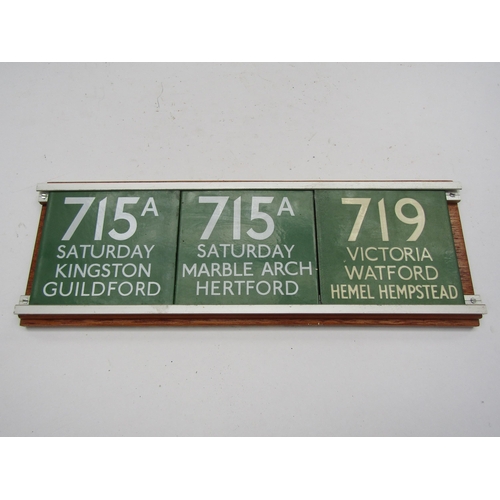 715A
SATURDAY
KINGSTON
GUILDFORD
715A
SATURDAY
MARBLE ARCH
HERTFORD
719
VICTORIA
WATFORD
HEMEL HEMPSTEAD